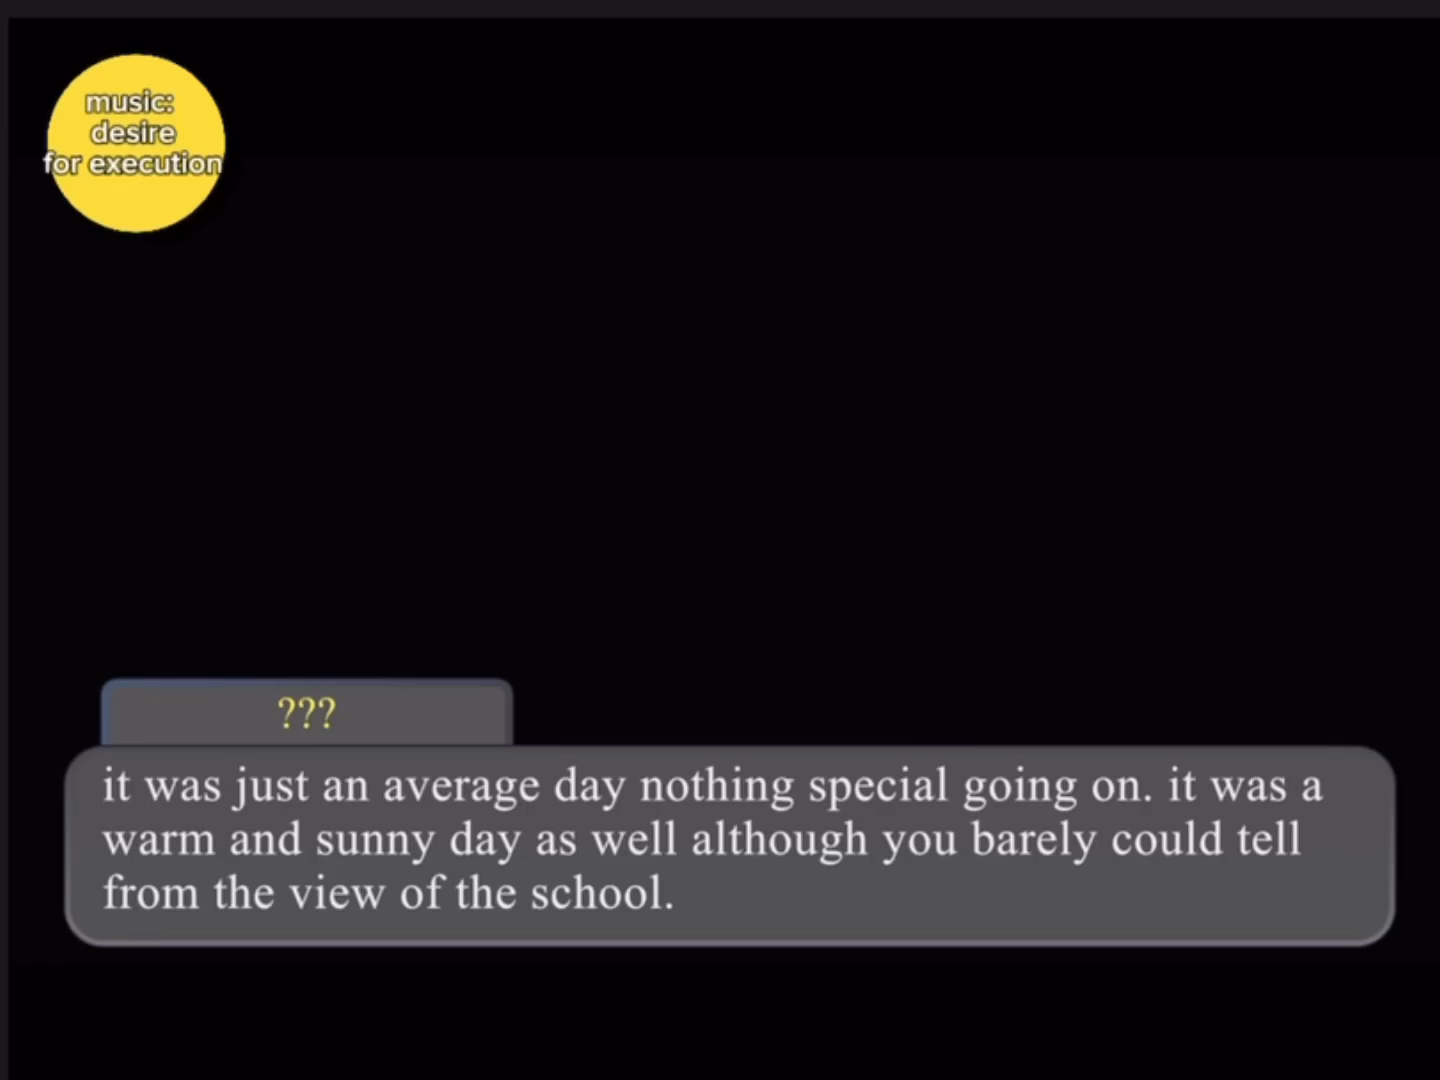 music:
desire
for execution
???
it was just an average day nothing special going on. it was a
warm and sunny day as well although you barely could tell
from the view of the school.